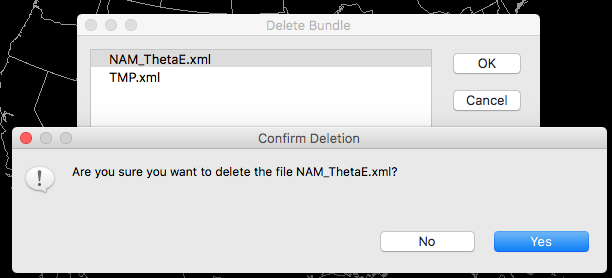 Delete Bundle
NAM_ThetaE.xml
TMP.xml
OK
Cancel
Confirm Deletion
Are you sure you want to delete the file NAM_ThetaE.xml?
No
Yes